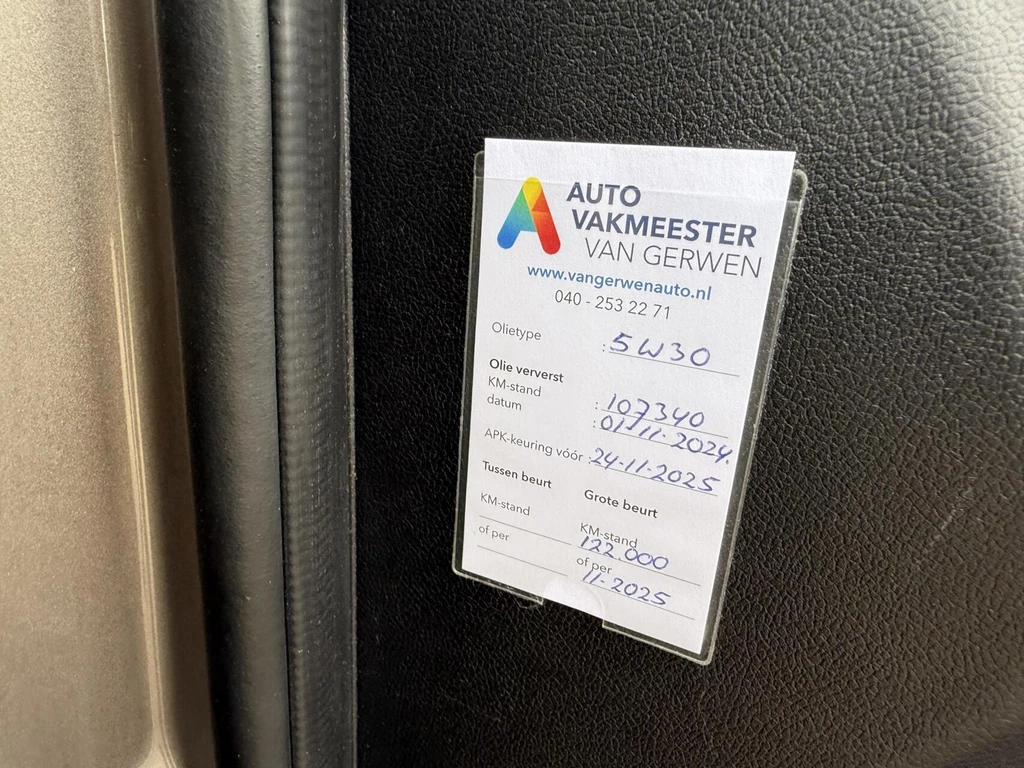 AUTO
VAKMEESTER
VAN GERWEN
www.vangerwenauto.nl
040 - 253 22 71
Olietype : 5W30
Olie ververst
KM-stand : 107340
datum : 01-11-2024.
APK-keuring vóór : 24-11-2025
Tussen beurt Grote beurt
KM-stand KM-stand
122.000
of per of per
11-2025